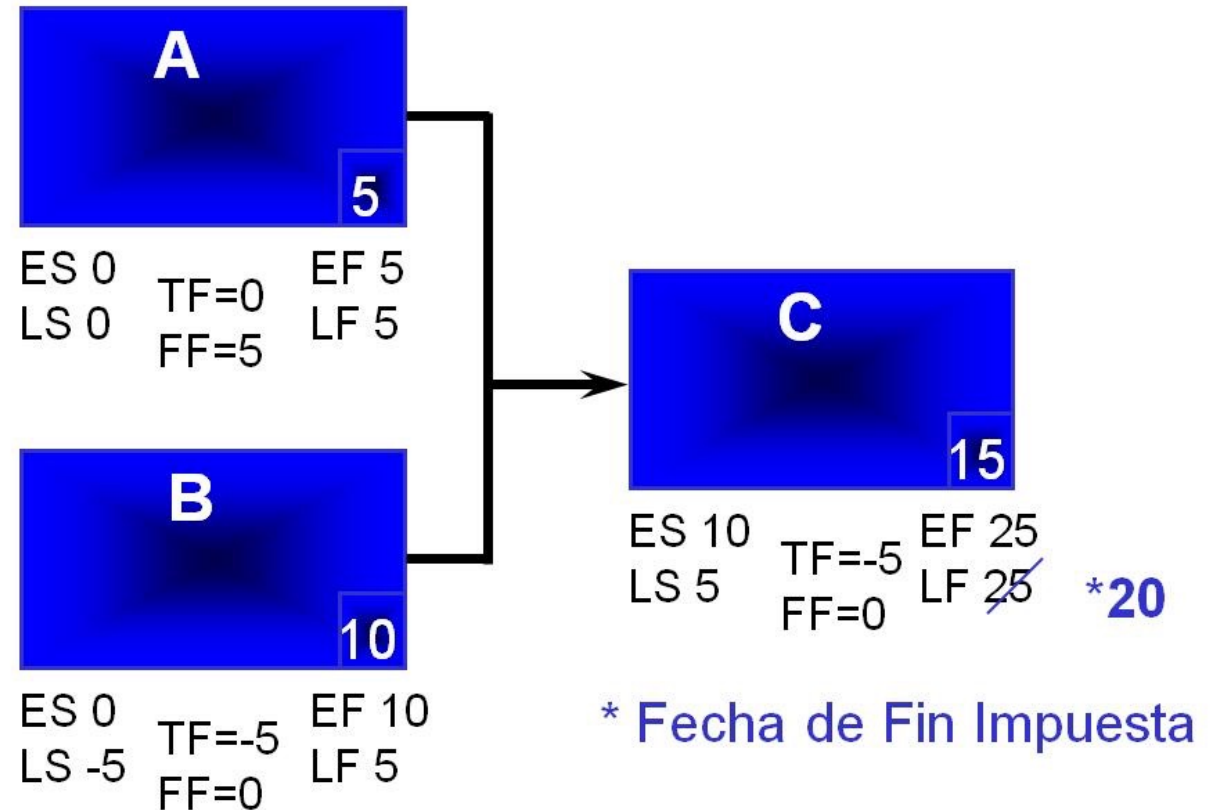 A
5
ES 0 TF=0 EF 5
LS 0 FF=5 LF 5
B
10
ES 0 TF=-5 EF 10
LS -5 FF=0 LF 5
C
15
ES 10 TF=-5 EF 25
LS 5 FF=0 LF 25 *20
* Fecha de Fin Impuesta